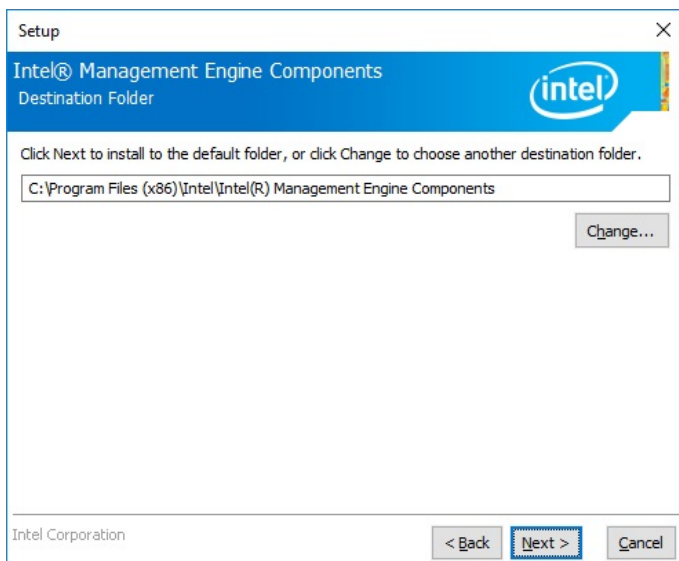 Setup
Intel® Management Engine Components
Destination Folder
intel
Click Next to install to the default folder, or click Change to choose another destination folder.
C:\Program Files (x86)\Intel\Intel(R) Management Engine Components
Change...
Intel Corporation
< Back
Next >
Cancel